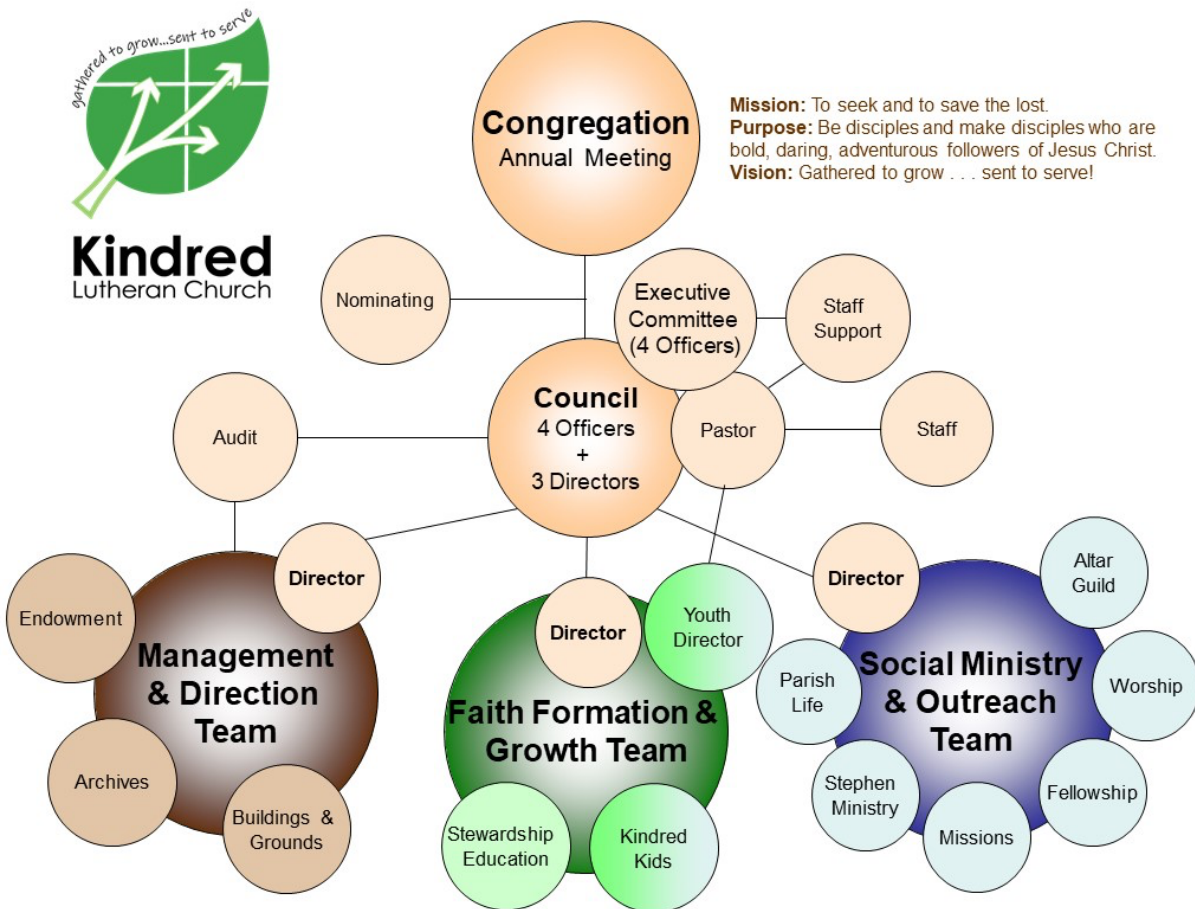 gathered to grow...sent to serve
Kindred
Lutheran Church
Congregation
Annual Meeting
Mission: To seek and to save the lost.
Purpose: Be disciples and make disciples who are
bold, daring, adventurous followers of Jesus Christ.
Vision: Gathered to grow . . . sent to serve!
Nominating
Executive
Committee
(4 Officers)
Staff
Support
Audit
Council
4 Officers
+
3 Directors
Pastor
Staff
Director
Endowment
Management
& Direction
Team
Archives
Buildings &
Grounds
Director
Youth
Director
Faith Formation &
Growth Team
Stewardship
Education
Kindred
Kids
Director
Altar
Guild
Parish
Life
Social Ministry
& Outreach
Team
Worship
Stephen
Ministry
Missions
Fellowship